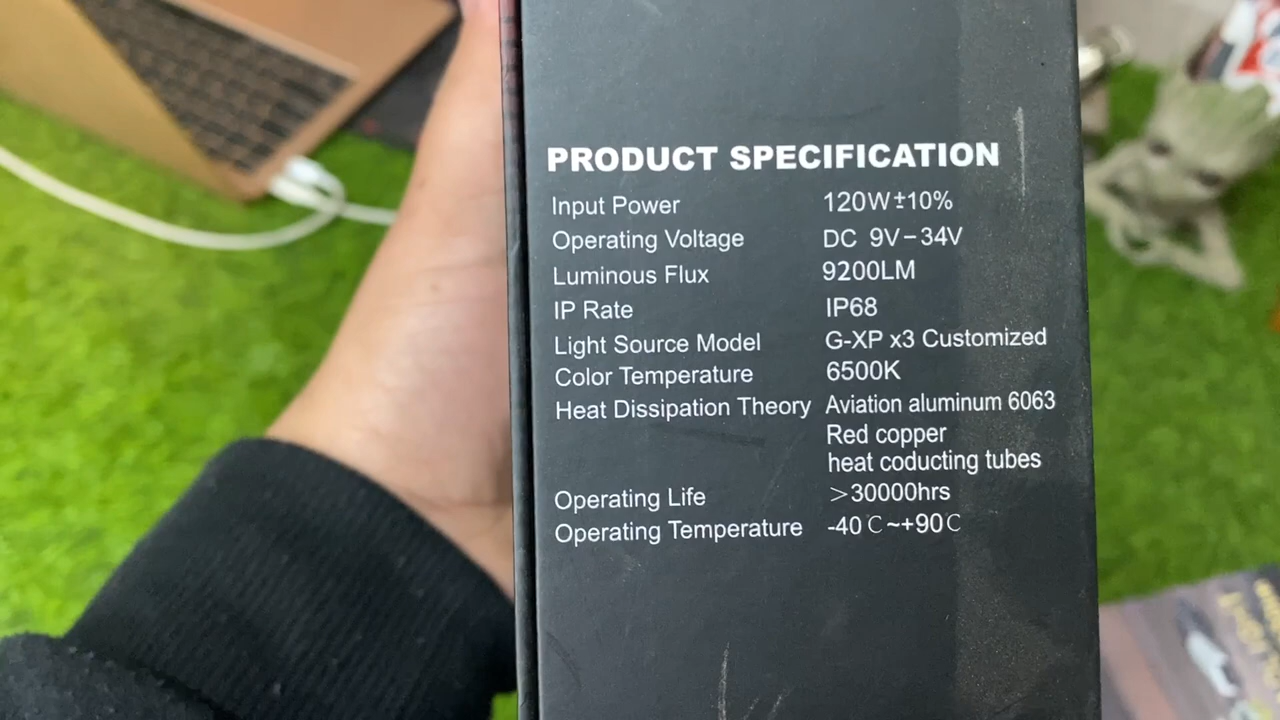 PRODUCT SPECIFICATION
Input Power 120W±10%
Operating Voltage DC 9V-34V
Luminous Flux 9200LM
IP Rate IP68
Light Source Model G-XP x3 Customized
Color Temperature 6500K
Heat Dissipation Theory Aviation aluminum 6063
Red copper
heat coducting tubes
Operating Life >30000hrs
Operating Temperature -40℃~+90℃